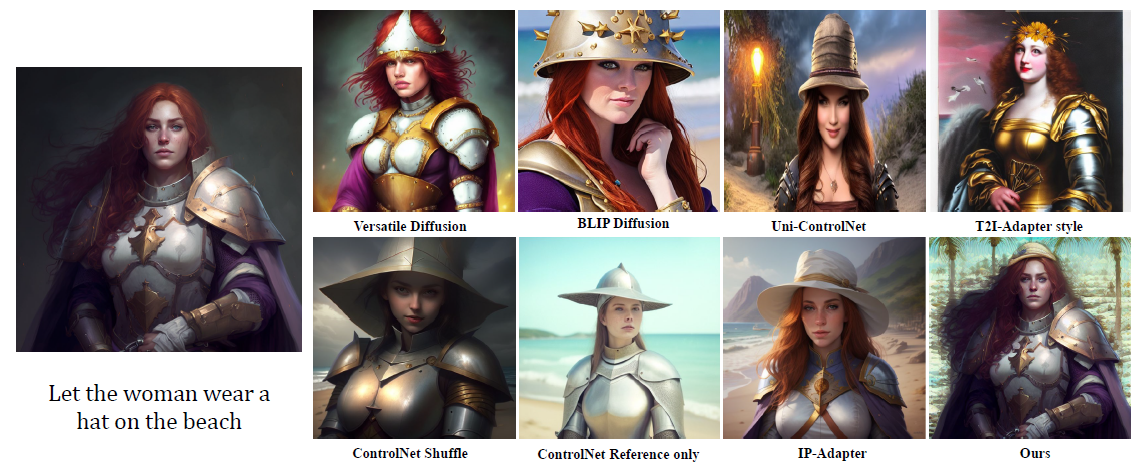 Let the woman wear a
hat on the beach
Versatile Diffusion
BLIP Diffusion
Uni-ControlNet
T2I-Adapter style
ControlNet Shuffle
ControlNet Reference only
IP-Adapter
Ours